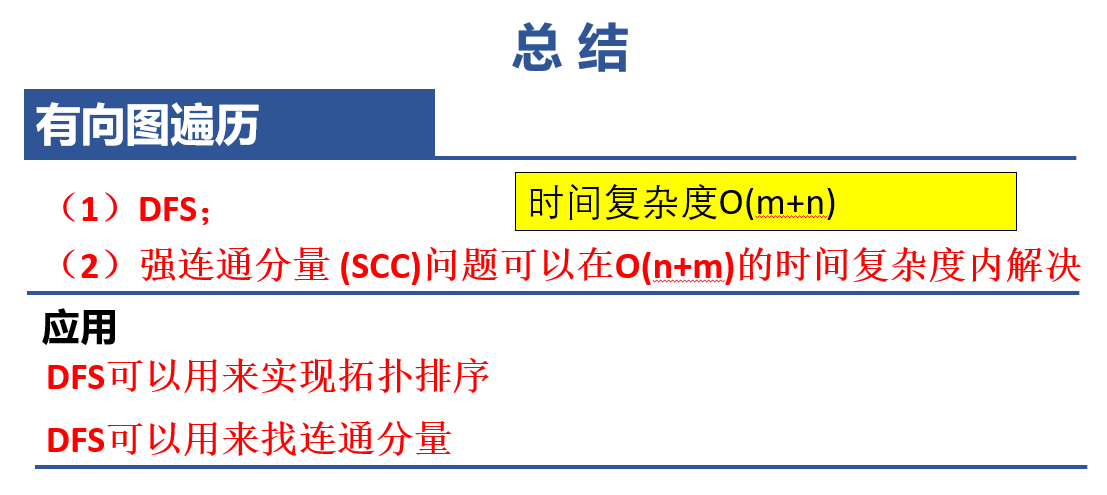 总 结
有向图遍历
（1）DFS；
时间复杂度O(m+n)
（2）强连通分量 (SCC)问题可以在O(n+m)的时间复杂度内解决
应用
DFS可以用来实现拓扑排序
DFS可以用来找连通分量